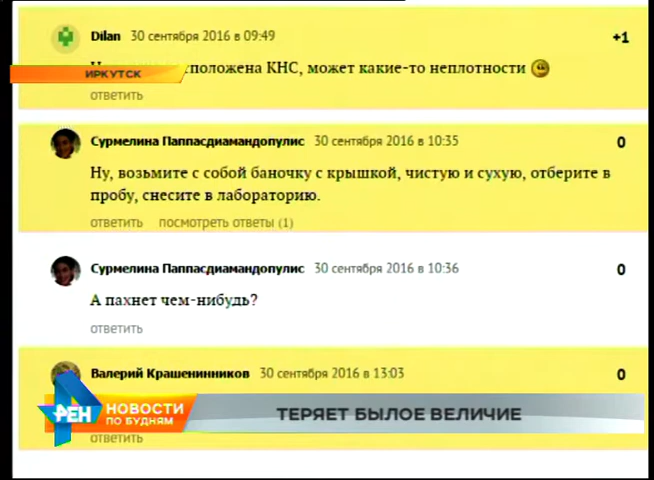 Dilan 30 сентября 2016 в 09:49 +1
ИРКУТСК
положена КНС, может какие-то неплотности
ответить
Сурмелина Паппасдиамандопулис 30 сентября 2016 в 10:35 0
Ну, возьмите с собой баночку с крышкой, чистую и сухую, отберите в
пробу, снесите в лабораторию.
ответить посмотреть ответы (1)
Сурмелина Паппасдиамандопулис 30 сентября 2016 в 10:36 0
А пахнет чем-нибудь?
ответить
Валерий Крашенинников 30 сентября 2016 в 13:03 0
РЕН НОВОСТИ
ПО БУДНЯМ
ТЕРЯЕТ БЫЛОЕ ВЕЛИЧИЕ
ответить